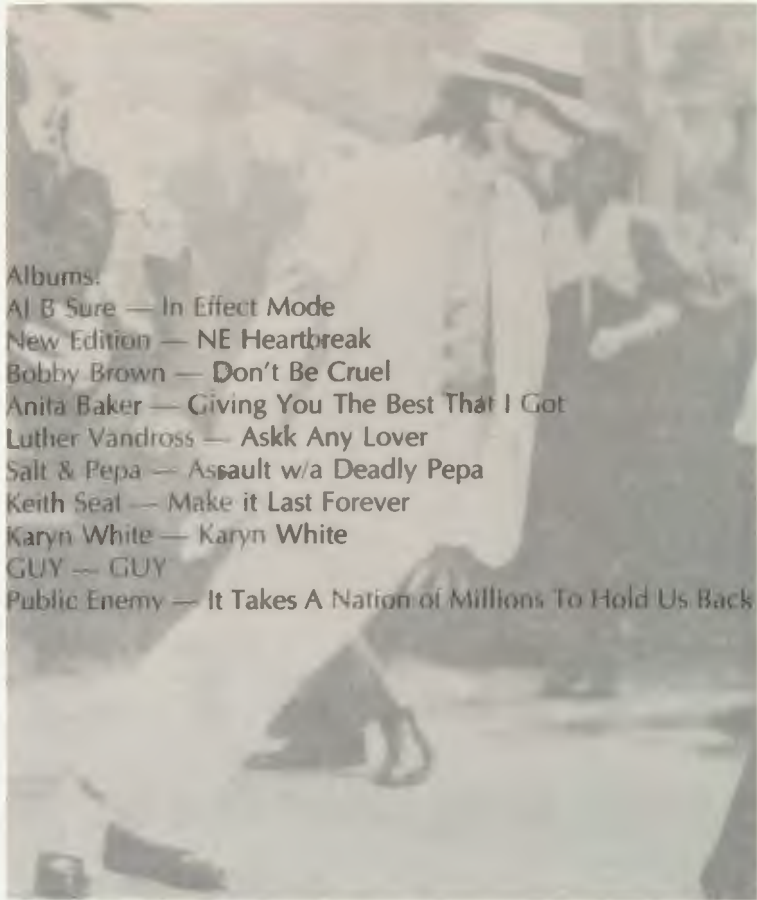 Albums:
Al B Sure — In Effect Mode
New Edition — NE Heartbreak
Bobby Brown — Don't Be Cruel
Anita Baker — Giving You The Best That I Got
Luther Vandross — Askk Any Lover
Salt & Pepa — Assault w/a Deadly Pepa
Keith Seat — Make it Last Forever
Karyn White — Karyn White
GUY — GUY
Public Enemy — It Takes A Nation of Millions To Hold Us Back